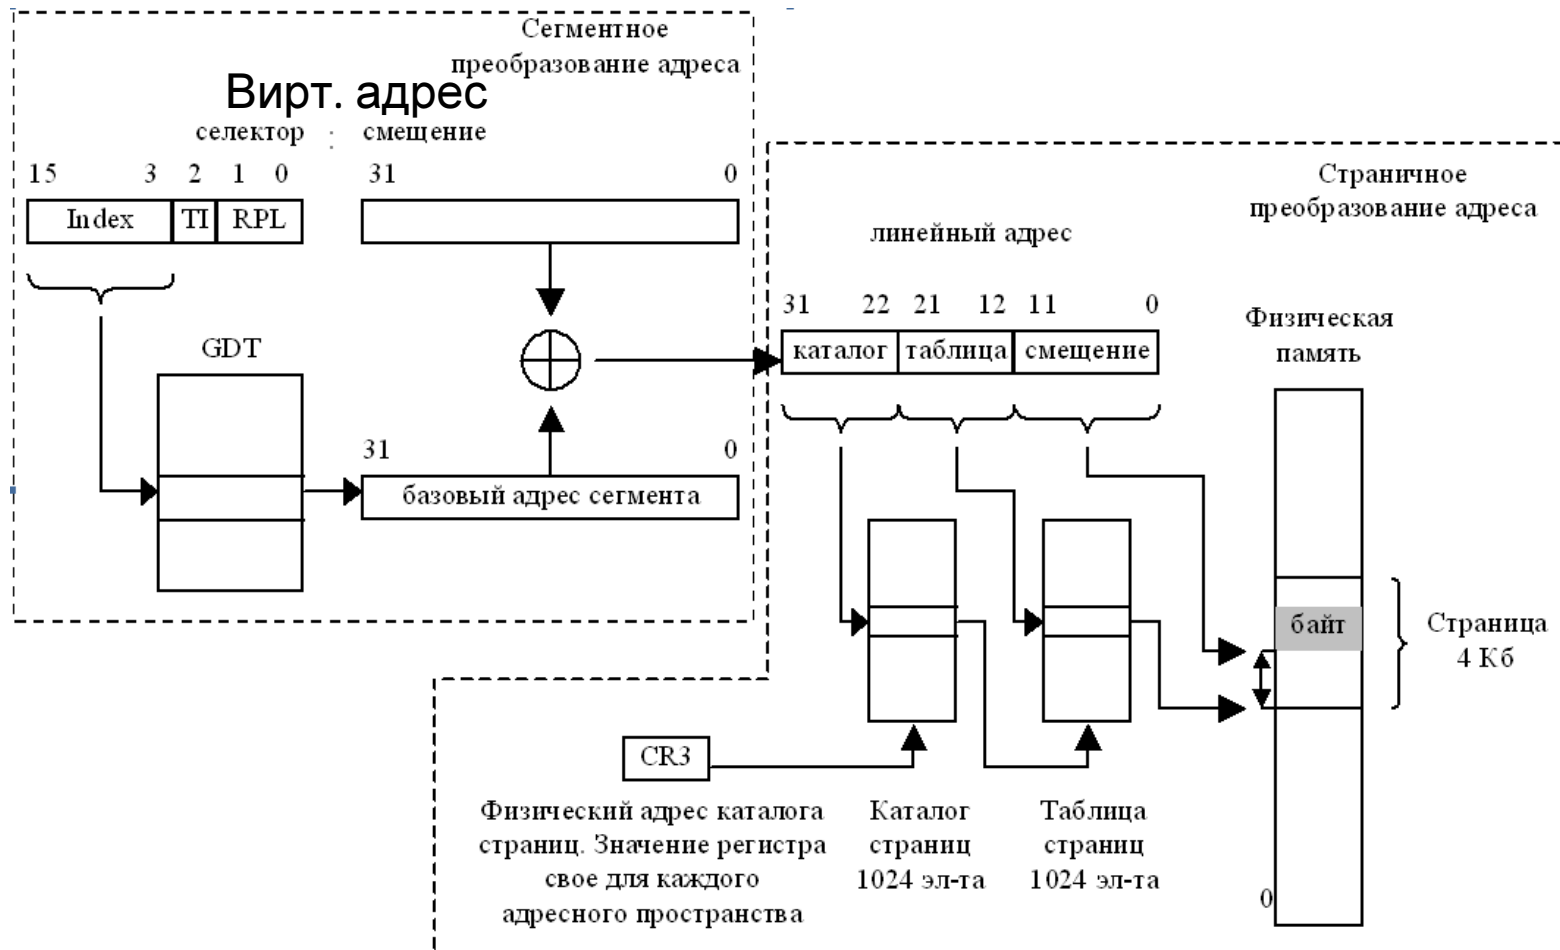 Сегментное
преобразование адреса
Вирт. адрес
селектор : смещение
15 3 2 1 0 31 0
Index TI RPL
GDT
31 0
базовый адрес сегмента
Страничное
преобразование адреса
линейный адрес
31 22 21 12 11 0
каталог таблица смещение
Физическая
память
байт
Страница
4 Кб
0
CR3
Физический адрес каталога
страниц. Значение регистра
свое для каждого
адресного пространства
Каталог
страниц
1024 эл-та
Таблица
страниц
1024 эл-та